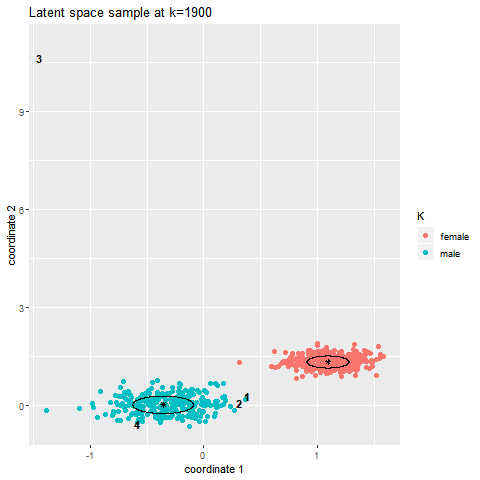 Latent space sample at k=1900
3
9
6
3
0
coordinate 2
1
2
4
-1
0
1
coordinate 1
K
female
male